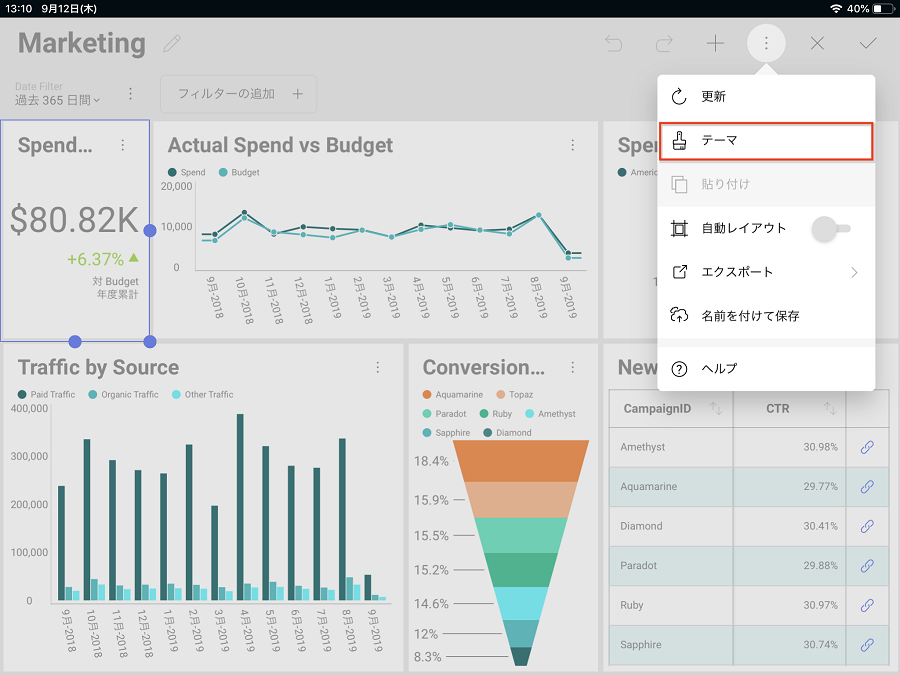 13:10 9月12日(木)
40%
Marketing
Date Filter
過去 365 日間
フィルターの追加
更新
テーマ
貼り付け
自動レイアウト
エクスポート
名前を付けて保存
ヘルプ
Spend...
$80.82K
+6.37%
対 Budget
年度累計
Actual Spend vs Budget
Spend Budget
20,000
10,000
0
9月-2018 10月-2018 11月-2018 12月-2018 1月-2019 2月-2019 3月-2019 4月-2019 5月-2019 6月-2019 7月-2019 8月-2019 9月-2019
Traffic by Source
Paid Traffic Organic Traffic Other Traffic
400,000
300,000
200,000
100,000
0
9月-2018 10月-2018 11月-2018 12月-2018 1月-2019 2月-2019 3月-2019 4月-2019 5月-2019 6月-2019 7月-2019 8月-2019 9月-2019
Conversion...
Aquamarine Topaz
Paradot Ruby Amethyst
Sapphire Diamond
18.4%
15.9%
15.5%
15.2%
14.6%
12%
8.3%
New
CampaignID CTR
Amethyst 30.98%
Aquamarine 29.77%
Diamond 30.41%
Paradot 29.88%
Ruby 30.97%
Sapphire 30.74%